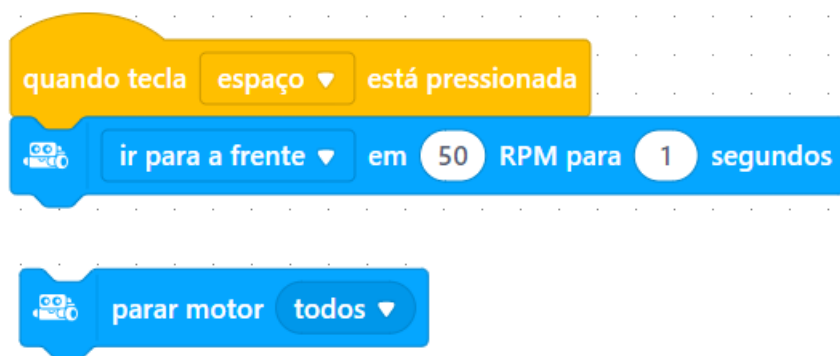 quando tecla espaço está pressionada
ir para a frente em 50 RPM para 1 segundos
parar motor todos